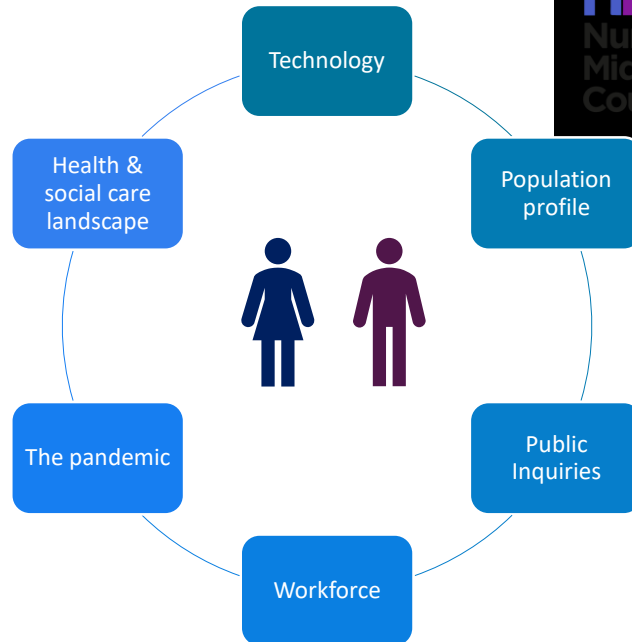 Technology
Health &
social care
landscape
Population
profile
The pandemic
Public
Inquiries
Workforce